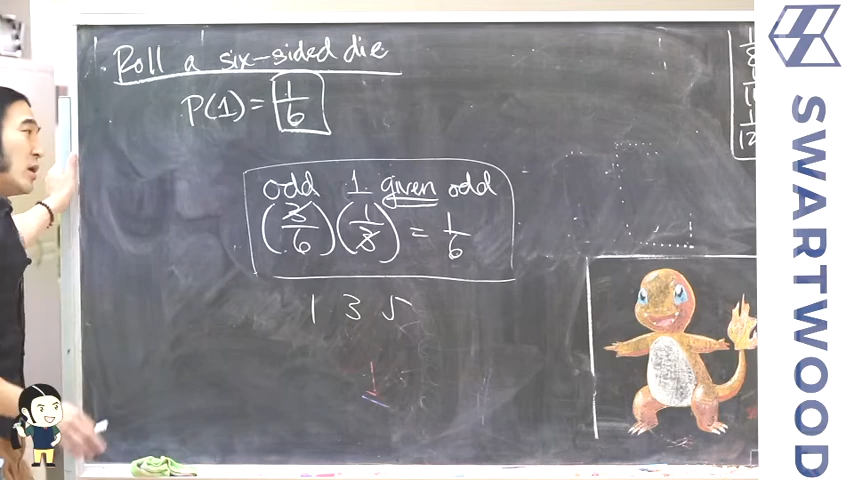 Roll a six-sided die
P(1) = 1/6
odd 1 given odd
(3/6)(1/3) = 1/6
1 3 5
SWARTWOOD